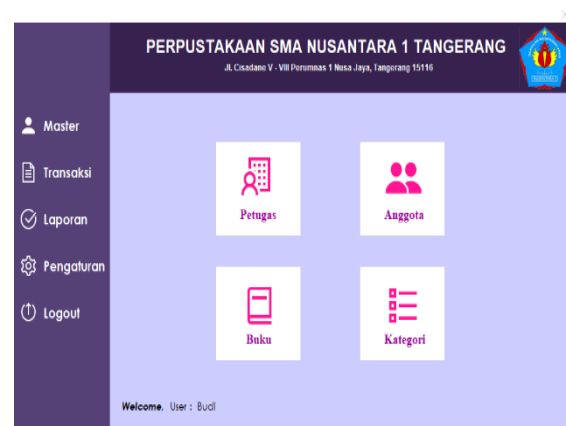 PERPUSTAKAAN SMA NUSANTARA 1 TANGERANG
Jl. Cisadane V - VIII Perumnas 1 Nusa Jaya, Tangerang 15116
Master
Transaksi
Laporan
Pengaturan
Logout
Petugas
Anggota
Buku
Kategori
Welcome, User : Budi